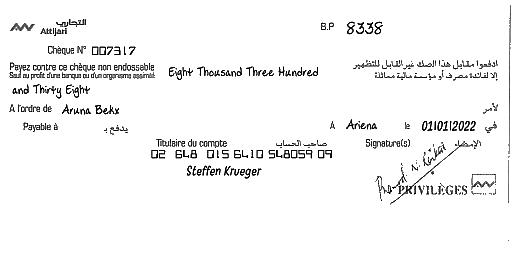 التجاري
Attijari
B.P 8338
Chèque N° 007317
Payez contre ce chèque non endossable
Sauf au profit d'une banque ou d'un organisme assimilé
Eight Thousand Three Hundred
ادفعوا مقابل هذا الصك غير القابل للتظهير
إلا لفائدة مصرف أو مؤسسة مالية مماثلة
and Thirty Eight
A l'ordre de Aruna Bekx
لأمر
Payable à يدفع بـ
A Ariena le 01/01/2022 في
Titulaire du compte صاحب الحساب
Signature(s) الإمضاء
02 648 015 6410 548059 09
Steffen Krueger
PRIVILÈGES